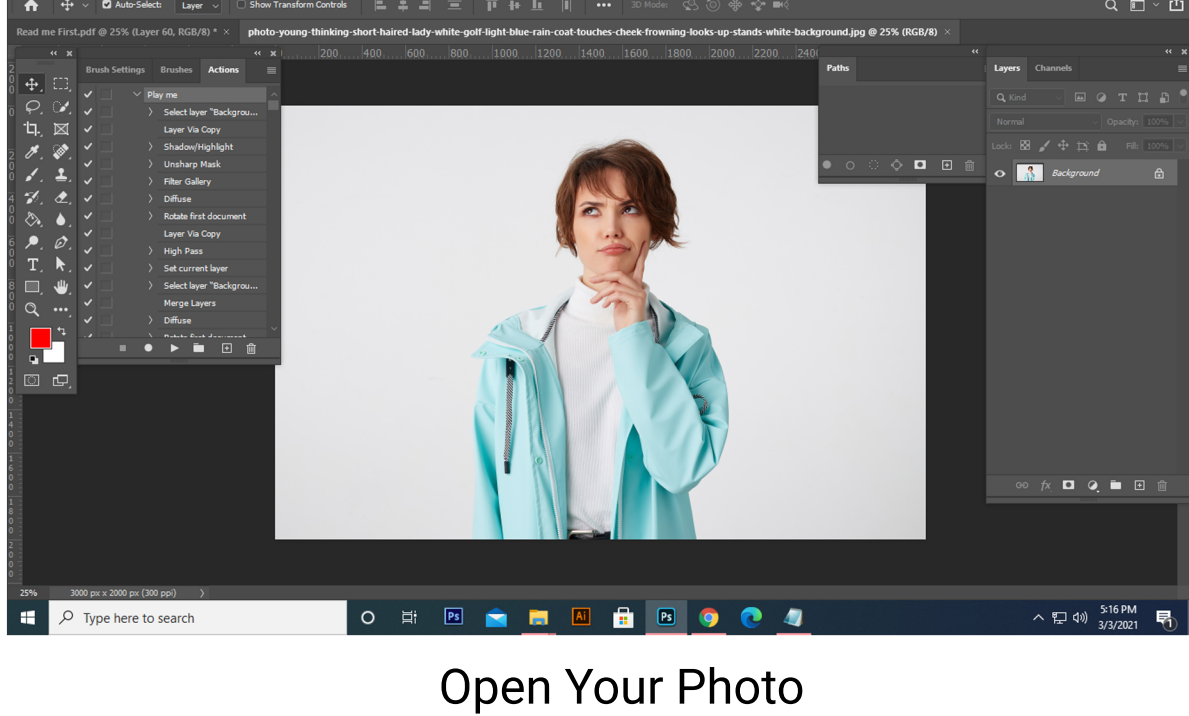 Auto-Select: Layer Show Transform Controls 3D Mode:
Read me First.pdf @ 25% (Layer 60, RGB/8) * ×
photo-young-thinking-short-haired-lady-white-golf-light-blue-rain-coat-touches-cheek-frowning-looks-up-stands-white-background.jpg @ 25% (RGB/8) ×
200 400 600 800 1000 1200 1400 1600 1800 2000 2200 2400
Brush Settings Brushes Actions
Play me
Select layer "Backgrou...
Layer Via Copy
Shadow/Highlight
Unsharp Mask
Filter Gallery
Diffuse
Rotate first document
Layer Via Copy
High Pass
Set current layer
Select layer "Backgrou...
Merge Layers
Diffuse
Paths
Layers Channels
Kind
Normal Opacity: 100%
Lock: Fill: 100%
Background
fx
25% 3000 px x 2000 px (300 ppi)
Type here to search
Ps
Ai
Ps
5:16 PM
3/3/2021
1
Open Your Photo